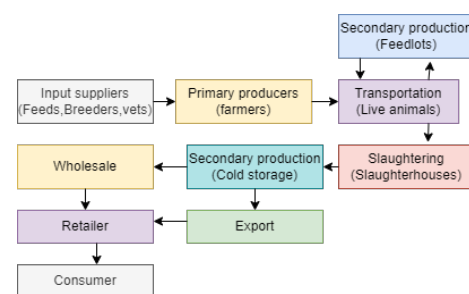 Secondary production
(Feedlots)
Input suppliers
(Feeds,Breeders,vets)
Primary producers
(farmers)
Transportation
(Live animals)
Wholesale
Secondary production
(Cold storage)
Slaughtering
(Slaughterhouses)
Retailer
Export
Consumer